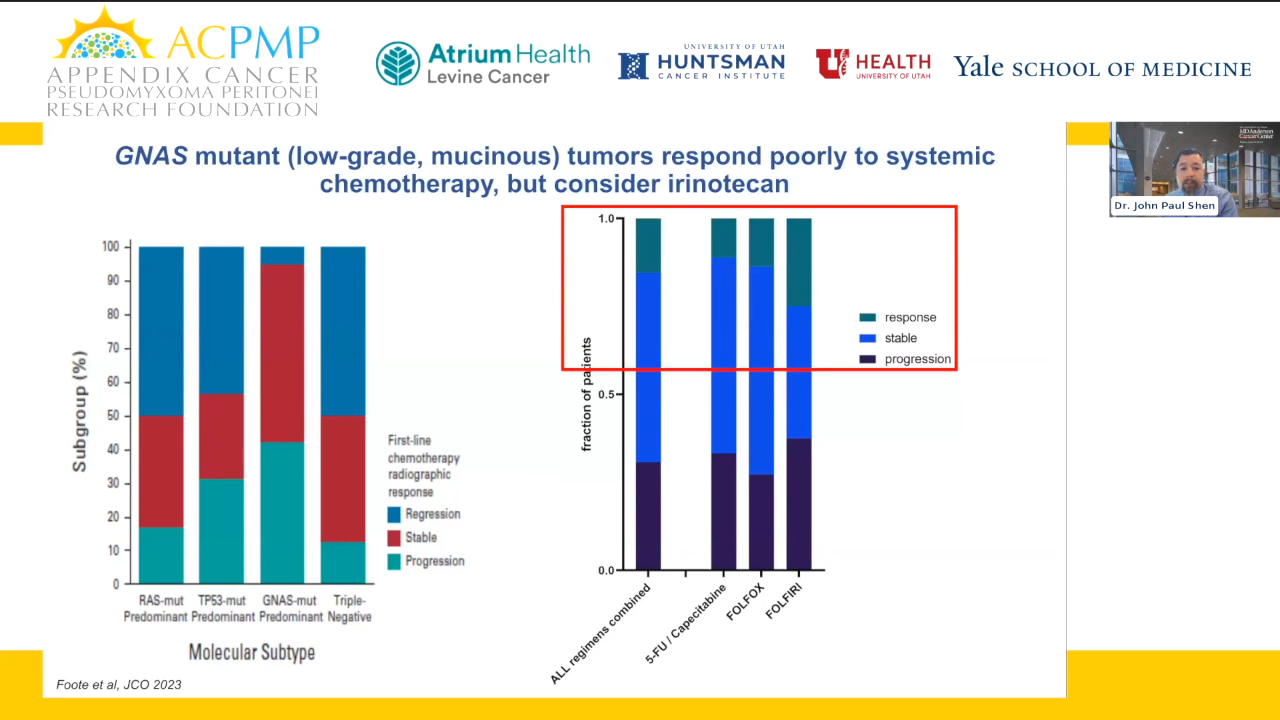 ACPMP
APPENDIX CANCER
PSEUDOMYXOMA PERITONEI
RESEARCH FOUNDATION
Atrium Health
Levine Cancer
UNIVERSITY OF UTAH
HUNTSMAN
CANCER INSTITUTE
HEALTH
UNIVERSITY OF UTAH
Yale SCHOOL OF MEDICINE
GNAS mutant (low-grade, mucinous) tumors respond poorly to systemic
chemotherapy, but consider irinotecan
MDAnderson
Cancer Center
Dr. John Paul Shen
Subgroup (%)
100
90
80
70
60
50
40
30
20
10
0
RAS-mut
Predominant
TP53-mut
Predominant
GNAS-mut
Predominant
Triple-
Negative
Molecular Subtype
First-line
chemotherapy
radiographic
response
Regression
Stable
Progression
fraction of patients
1.0
0.5
0.0
ALL regimens combined
5-FU / Capecitabine
FOLFOX
FOLFIRI
response
stable
progression
Foote et al, JCO 2023